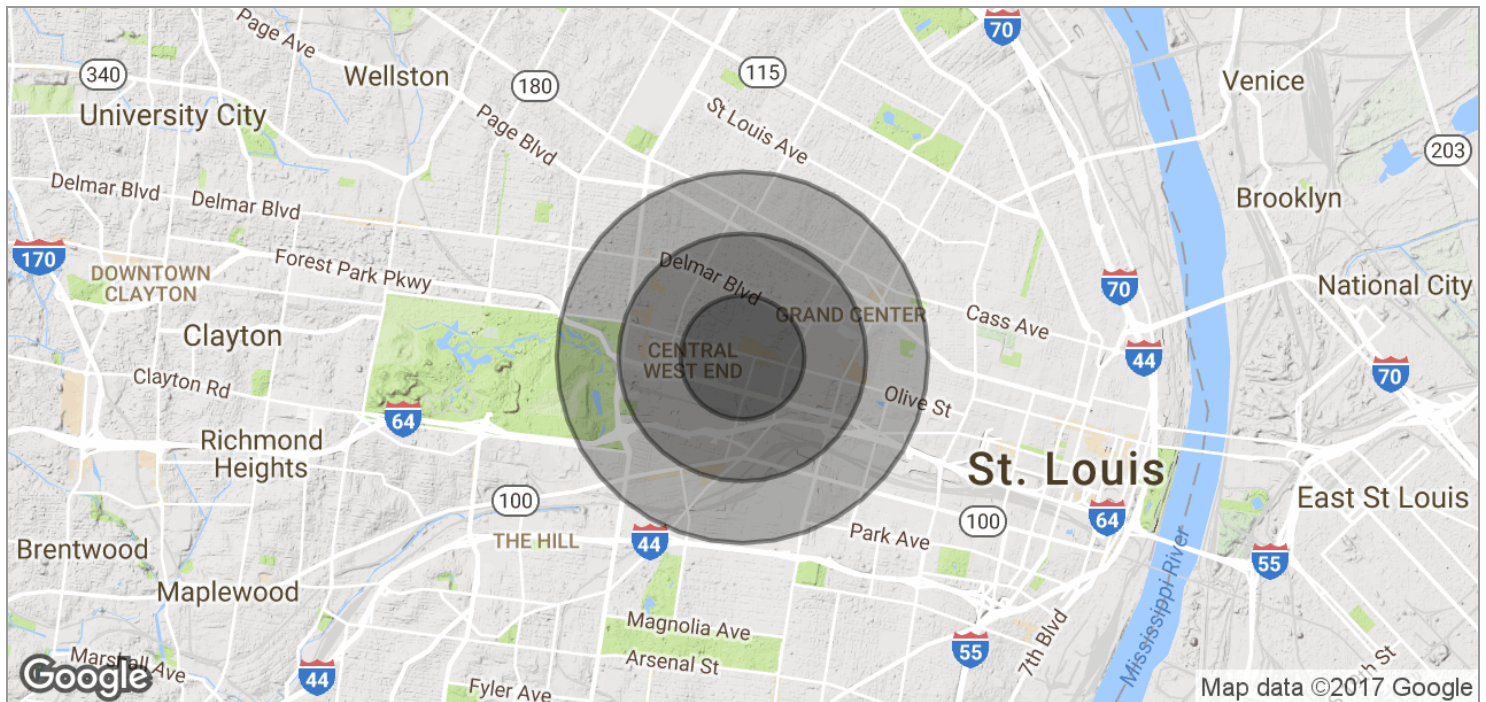 70
Page Ave
340
Wellston
180
115
Venice
University City
Page Blvd
St Louis Ave
203
Delmar Blvd
Delmar Blvd
Brooklyn
170
DOWNTOWN
CLAYTON
Forest Park Pkwy
Delmar Blvd
70
National City
GRAND CENTER
Cass Ave
Clayton
CENTRAL
WEST END
44
70
Clayton Rd
Olive St
64
Richmond
Heights
St. Louis
100
East St Louis
100
64
Brentwood
THE HILL
44
Park Ave
55
Maplewood
Mississippi River
Magnolia Ave
7th Blvd
55
Marshall Ave
Google
44
Arsenal St
Fyler Ave
St
Map data ©2017 Google